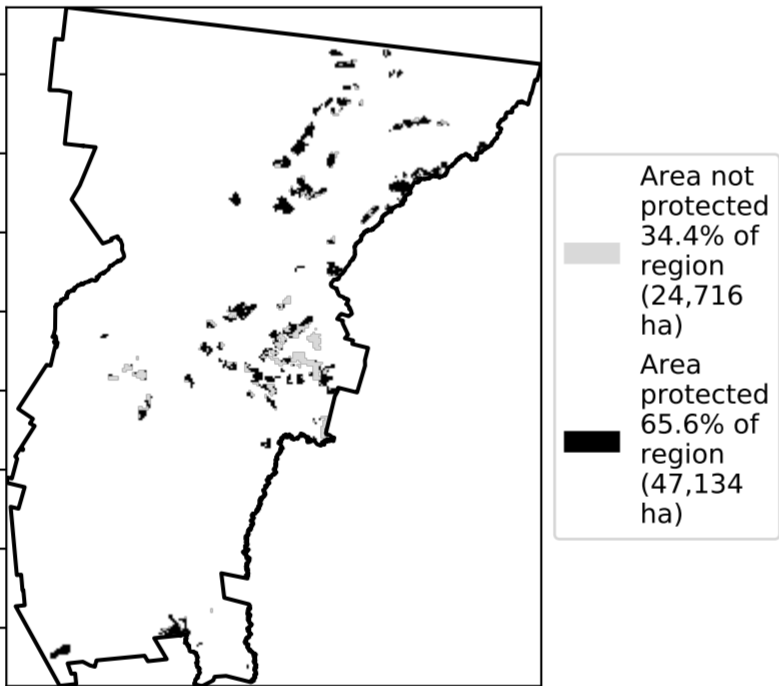 Area not
protected
34.4% of
region
(24,716
ha)
Area
protected
65.6% of
region
(47,134
ha)